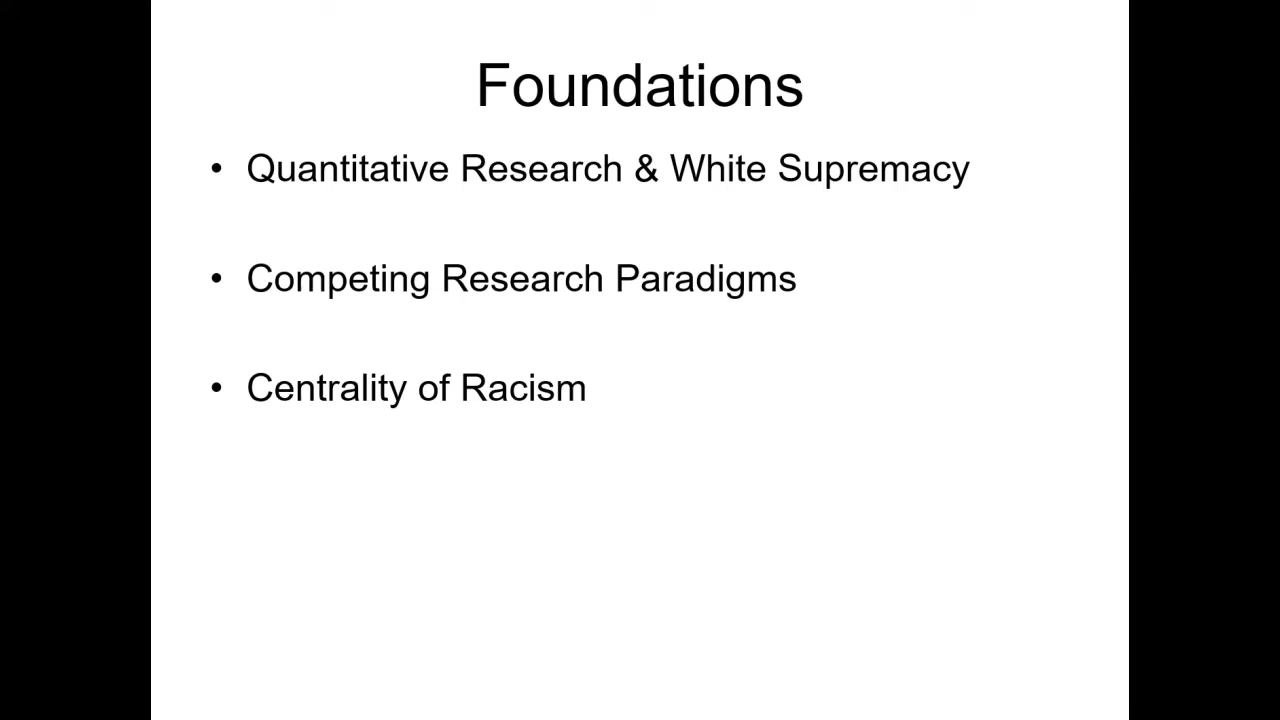 Foundations
• Quantitative Research & White Supremacy
• Competing Research Paradigms
• Centrality of Racism